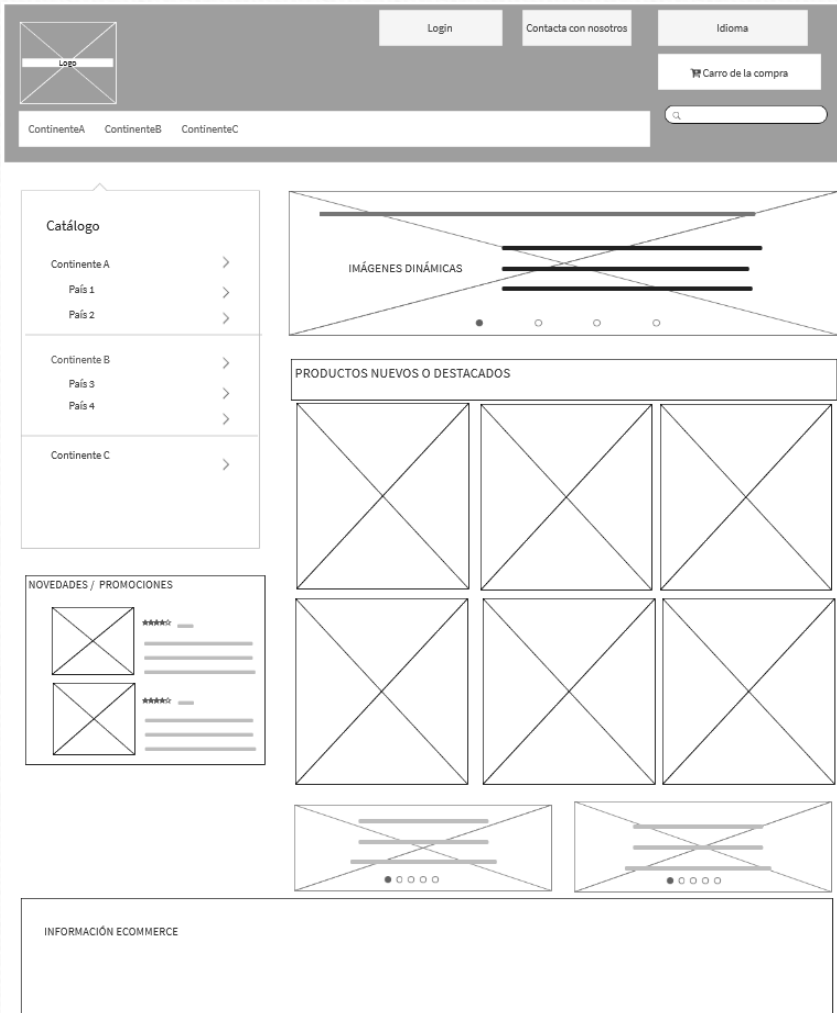 Login
Contacta con nosotros
Idioma
Logo
Carro de la compra
ContinenteA
ContinenteB
ContinenteC
Catálogo
Continente A
País 1
País 2
Continente B
País 3
País 4
Continente C
IMÁGENES DINÁMICAS
PRODUCTOS NUEVOS O DESTACADOS
NOVEDADES / PROMOCIONES
INFORMACIÓN ECOMMERCE